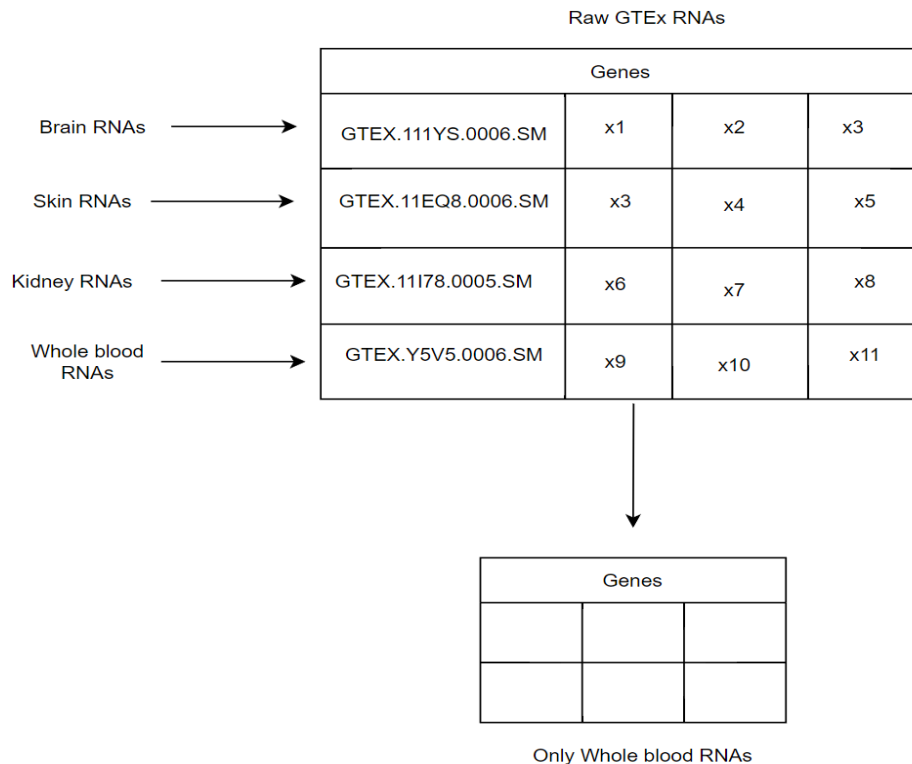 Raw GTEx RNAs
Genes
Brain RNAs
GTEX.111YS.0006.SM
x1
x2
x3
Skin RNAs
GTEX.11EQ8.0006.SM
x3
x4
x5
Kidney RNAs
GTEX.11I78.0005.SM
x6
x7
x8
Whole blood
RNAs
GTEX.Y5V5.0006.SM
x9
x10
x11
Genes
Only Whole blood RNAs